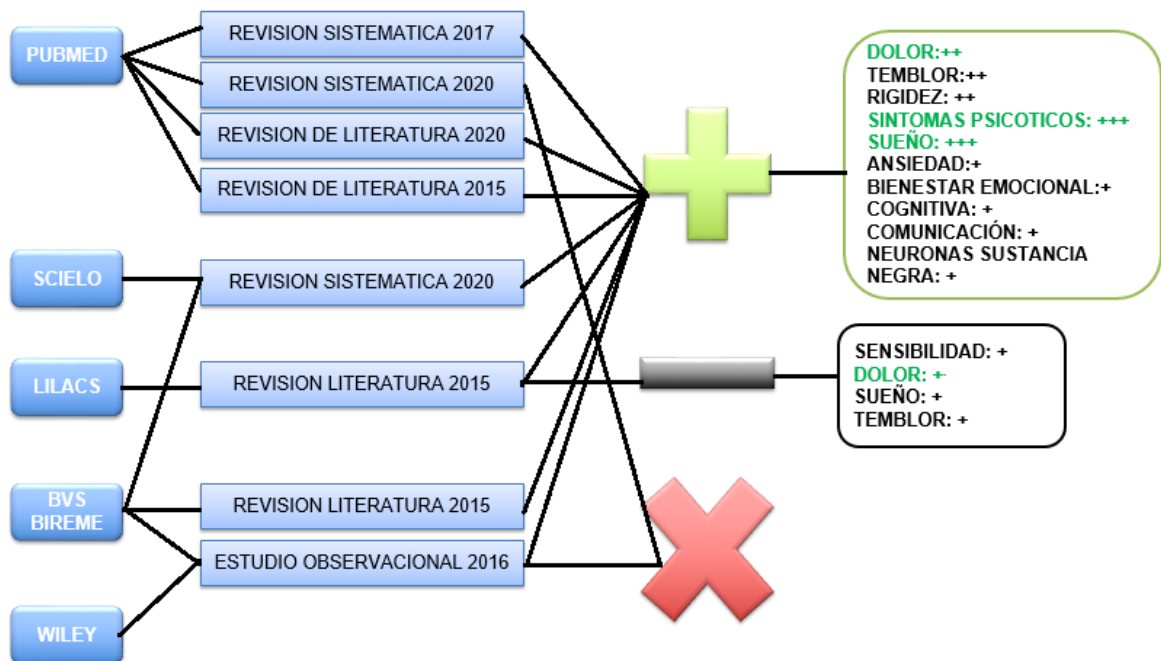 PUBMED
REVISION SISTEMATICA 2017
REVISION SISTEMATICA 2020
REVISION DE LITERATURA 2020
REVISION DE LITERATURA 2015
SCIELO
REVISION SISTEMATICA 2020
LILACS
REVISION LITERATURA 2015
BVS
BIREME
REVISION LITERATURA 2015
ESTUDIO OBSERVACIONAL 2016
WILEY
DOLOR: ++
TEMBLOR:++
RIGIDEZ: ++
SINTOMAS PSICOTICOS: +++
SUEÑO: +++
ANSIEDAD:+
BIENESTAR EMOCIONAL:+
COGNITIVA: +
COMUNICACIÓN: +
NEURONAS SUSTANCIA
NEGRA: +
SENSIBILIDAD: +
DOLOR: +-
SUEÑO: +
TEMBLOR: +